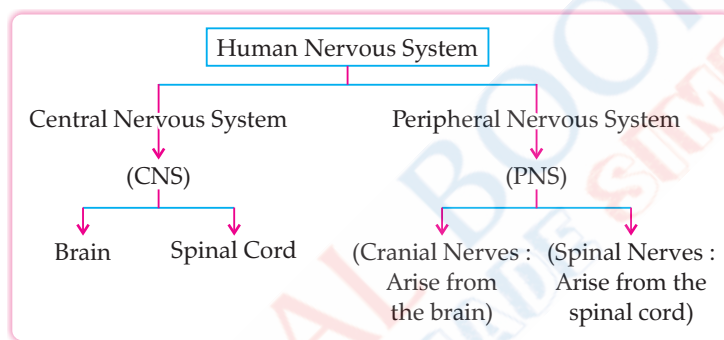 Human Nervous System
Central Nervous System
Peripheral Nervous System
(CNS)
(PNS)
Brain
Spinal Cord
(Cranial Nerves :
Arise from
the brain)
(Spinal Nerves :
Arise from the
spinal cord)